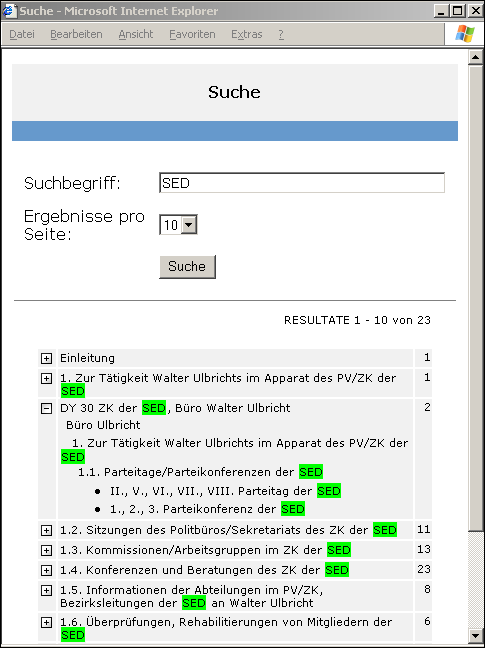 Suche - Microsoft Internet Explorer
Datei Bearbeiten Ansicht Favoriten Extras ?
Suche
Suchbegriff: SED
Ergebnisse pro
Seite: 10
Suche
RESULTATE 1 - 10 von 23
Einleitung 1
1. Zur Tätigkeit Walter Ulbrichts im Apparat des PV/ZK der 1
SED
DY 30 ZK der SED, Büro Walter Ulbricht 2
Büro Ulbricht
1. Zur Tätigkeit Walter Ulbrichts im Apparat des PV/ZK der
SED
1.1. Parteitage/Parteikonferenzen der SED
• II., V., VI., VII., VIII. Parteitag der SED
• 1., 2., 3. Parteikonferenz der SED
1.2. Sitzungen des Politbüros/Sekretariats des ZK der SED 11
1.3. Kommissionen/Arbeitsgruppen im ZK der SED 13
1.4. Konferenzen und Beratungen des ZK der SED 23
1.5. Informationen der Abteilungen im PV/ZK, 8
Bezirksleitungen der SED an Walter Ulbricht
1.6. Überprüfungen, Rehabilitierungen von Mitgliedern der 6
SED